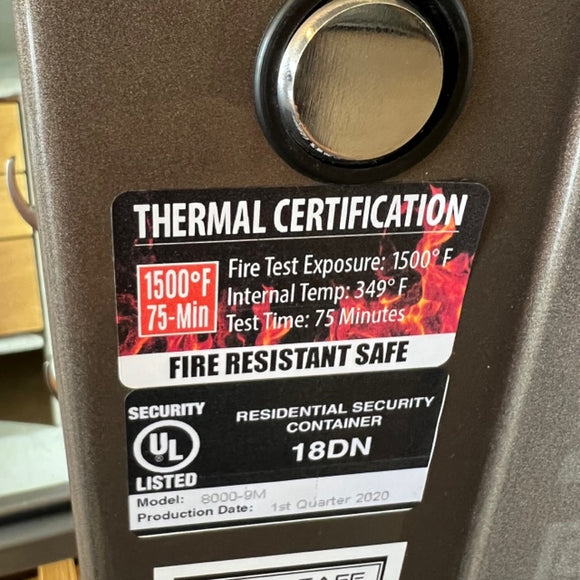 THERMAL CERTIFICATION
1500°F
75-Min
Fire Test Exposure: 1500° F
Internal Temp: 349° F
Test Time: 75 Minutes
FIRE RESISTANT SAFE
SECURITY
UL
LISTED
RESIDENTIAL SECURITY
CONTAINER
18DN
Model: 8000-9M
Production Date: 1st Quarter 2020